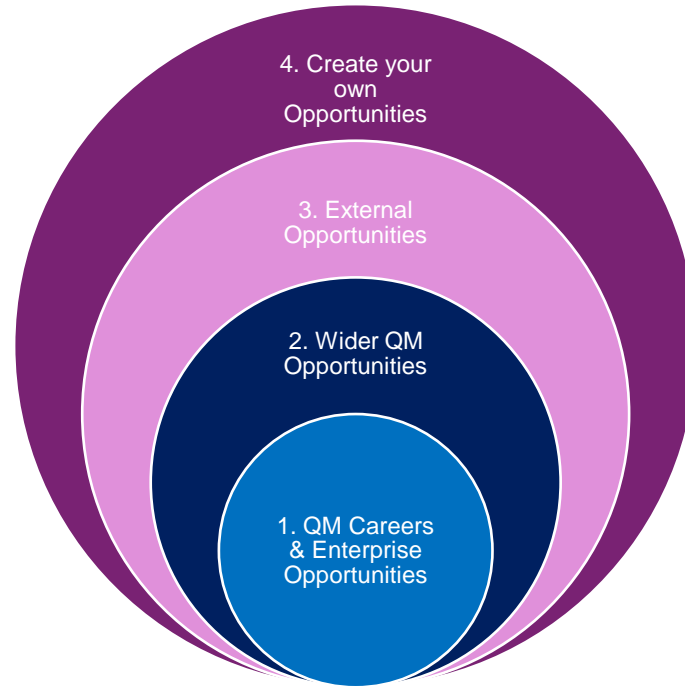 4. Create your
own
Opportunities
3. External
Opportunities
2. Wider QM
Opportunities
1. QM Careers
& Enterprise
Opportunities